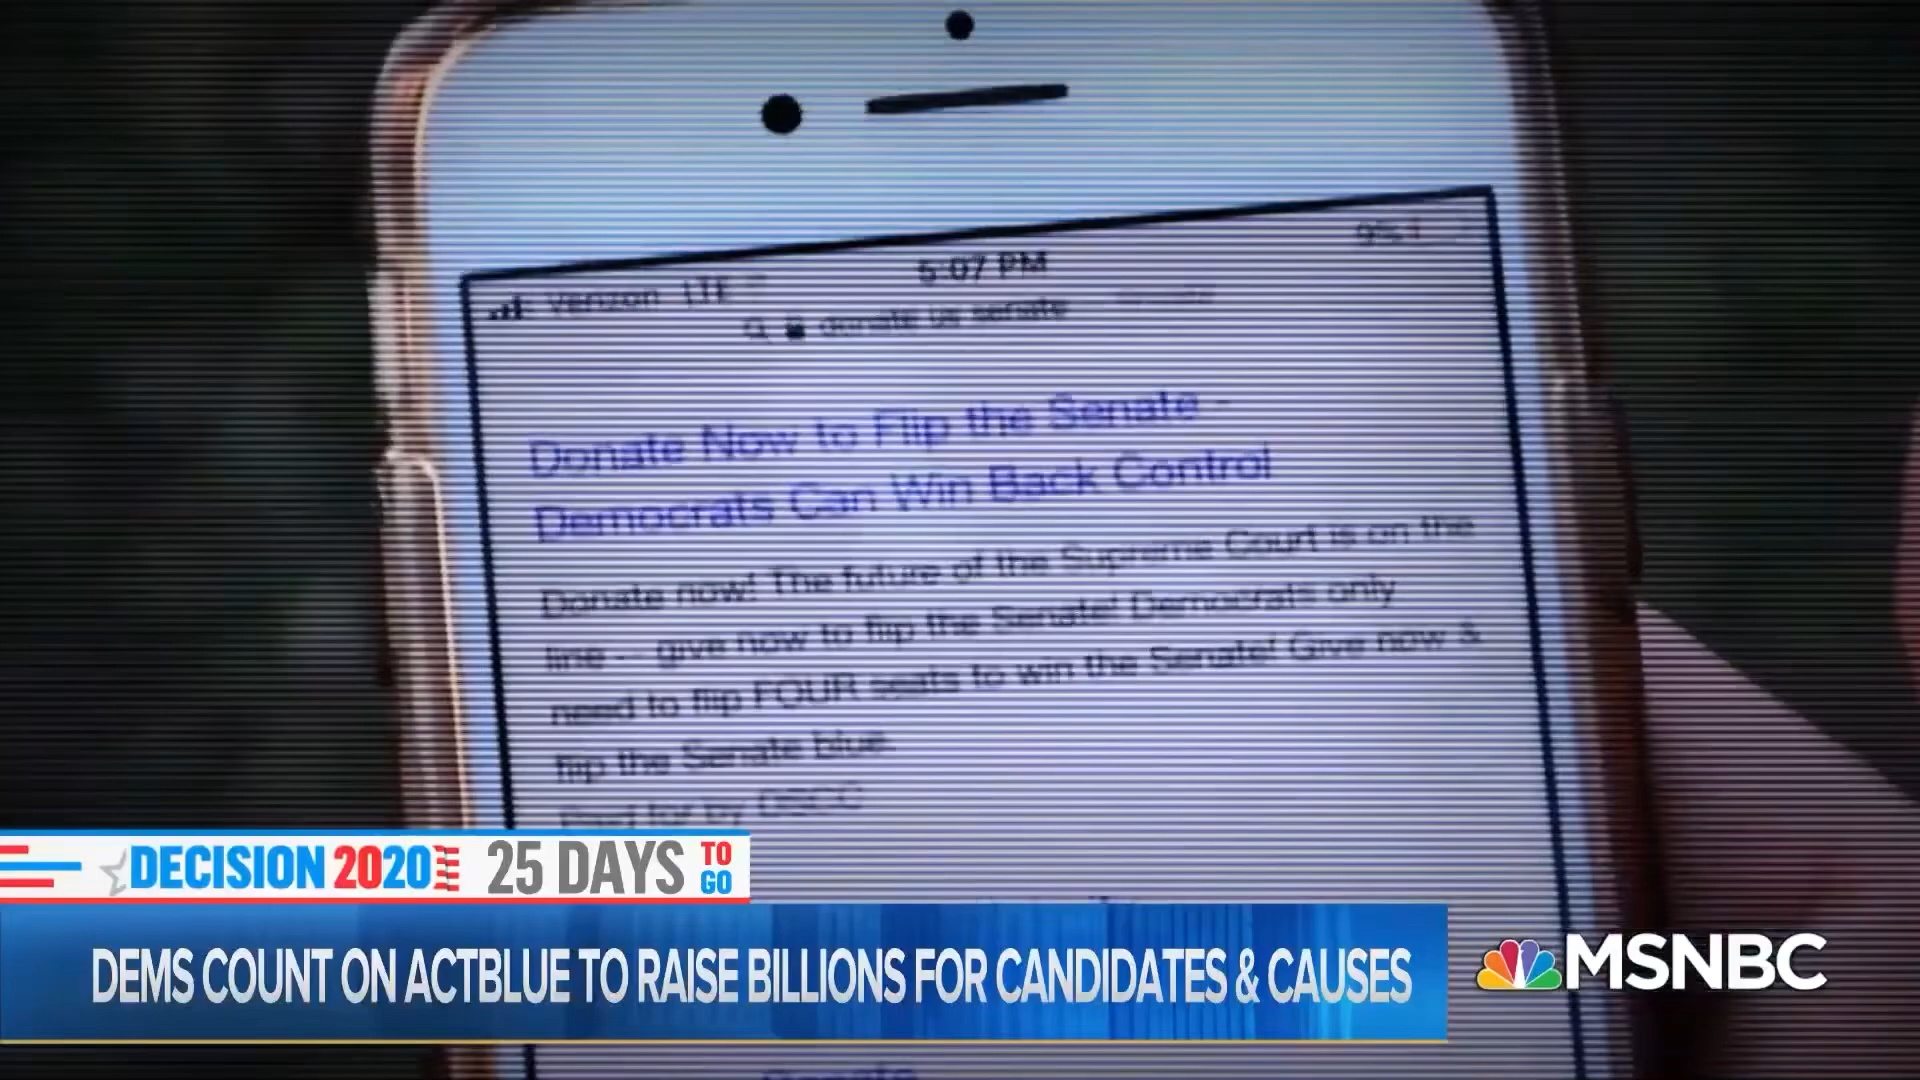 9%
5:07 PM
Verizon LTE
donate us senate
Donate Now to Flip the Senate -
Democrats Can Win Back Control
Donate now! The future of the Supreme Court is on the
line -- give now to flip the Senate! Democrats only
need to flip FOUR seats to win the Senate! Give now &
flip the Senate blue.
Paid for by DSCC
DECISION 2020 25 DAYS TO GO
DEMS COUNT ON ACTBLUE TO RAISE BILLIONS FOR CANDIDATES & CAUSES
MSNBC
Senate